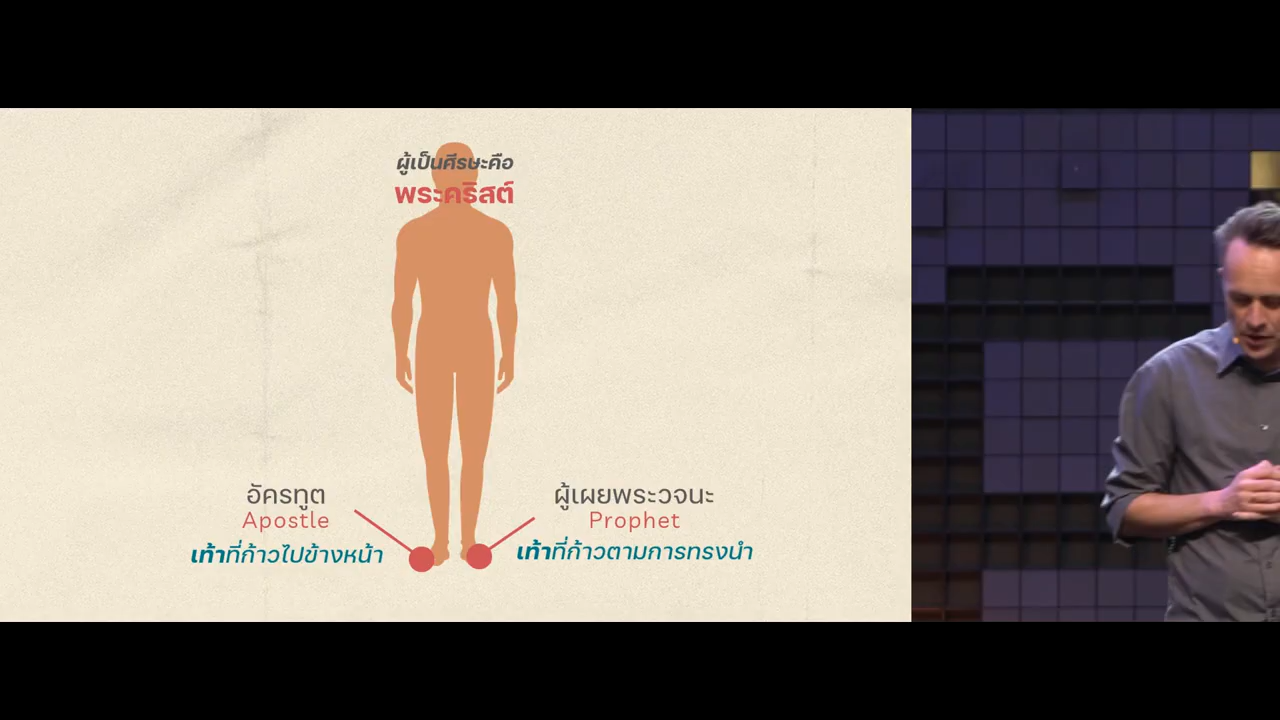 ผู้เป็นศีรษะคือ
พระคริสต์
อัครทูต
Apostle
เท้าที่ก้าวไปข้างหน้า
ผู้เผยพระวจนะ
Prophet
เท้าที่ก้าวตามการทรงนำ